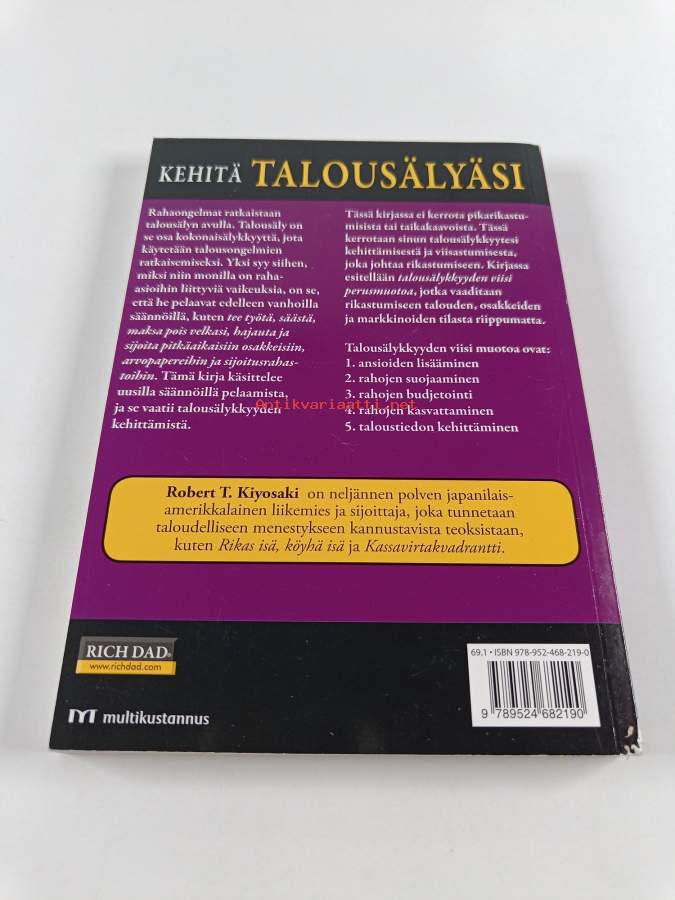 KEHITÄ TALOUSÄLYÄSI
Rahaongelmat ratkaistaan
talousälyn avulla. Talousäly on
se osa kokonaisälykkyyttä, jota
käytetään talousongelmien
ratkaisemiseksi. Yksi syy siihen,
miksi niin monilla on raha-
asioihin liittyviä vaikeuksia, on se,
että he pelaavat edelleen vanhoilla
säännöillä, kuten tee työtä, säästä,
maksa pois velkasi, hajauta ja
sijoita pitkäaikaisiin osakkeisiin,
arvopapereihin ja sijoitusrahas-
toihin. Tämä kirja käsittelee
uusilla säännöillä pelaamista,
ja se vaatii talousälykkyyden
kehittämistä.
Tässä kirjassa ei kerrota pikarikastu-
misista tai taikakaavoista. Tässä
kerrotaan sinun talousälykkyytesi
kehittämisestä ja viisastumisesta,
joka johtaa rikastumiseen. Kirjassa
esitellään talousälykkyyden viisi
perusmuotoa, jotka vaaditaan
rikastumiseen talouden, osakkeiden
ja markkinoiden tilasta riippumatta.
Talousälykkyyden viisi muotoa ovat:
1. ansioiden lisääminen
2. rahojen suojaaminen
3. rahojen budjetointi
4. rahojen kasvattaminen
5. taloustiedon kehittäminen
antikvariaatti.net
Robert T. Kiyosaki on neljännen polven japanilais-
amerikkalainen liikemies ja sijoittaja, joka tunnetaan
taloudelliseen menestykseen kannustavista teoksistaan,
kuten Rikas isä, köyhä isä ja Kassavirtakvadrantti.
RICH DAD®
www.richdad.com
multikustannus
69.1 • ISBN 978-952-468-219-0
9 789524 682190